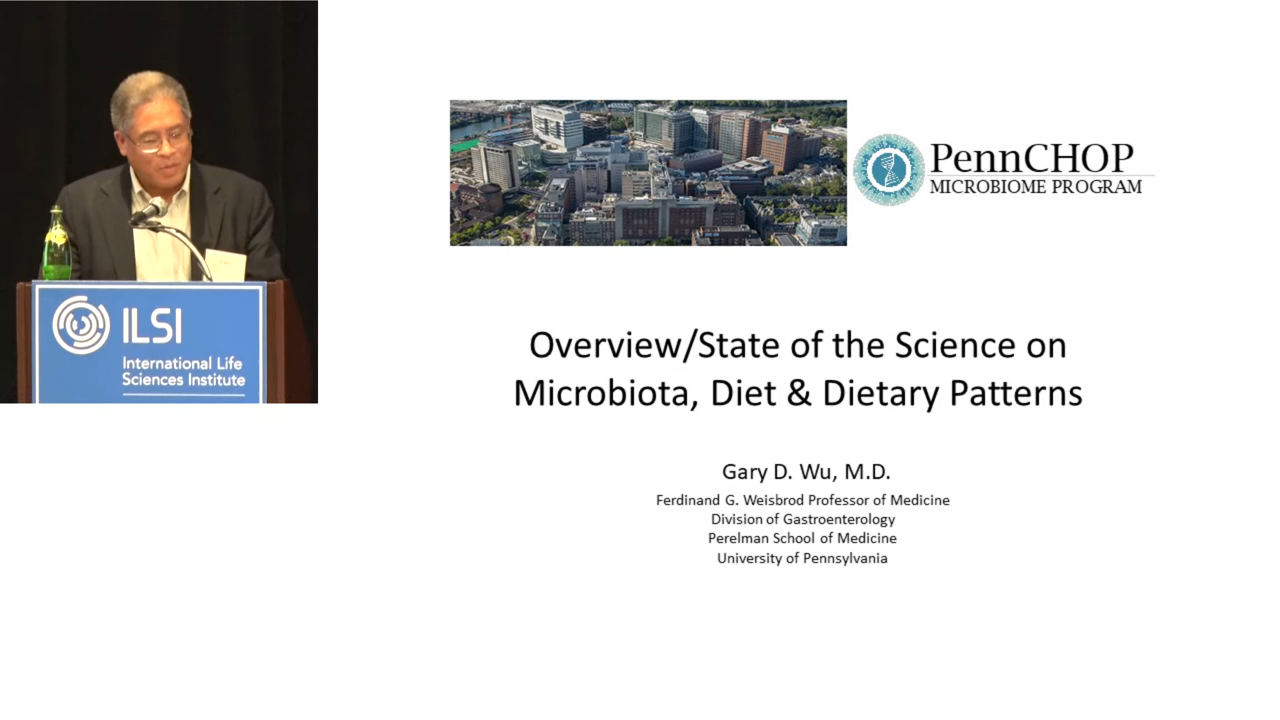 PennCHOP
MICROBIOME PROGRAM
ILSI
International Life
Sciences Institute
Overview/State of the Science on
Microbiota, Diet & Dietary Patterns
Gary D. Wu, M.D.
Ferdinand G. Weisbrod Professor of Medicine
Division of Gastroenterology
Perelman School of Medicine
University of Pennsylvania